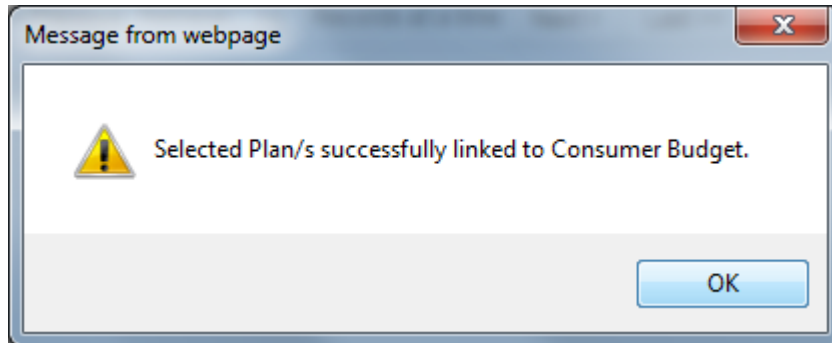 Message from webpage
Selected Plan/s successfully linked to Consumer Budget.
OK